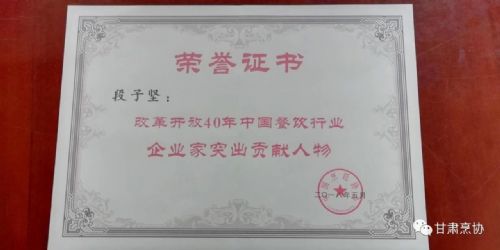 荣誉证书
段子坚：
改革开放40年中国餐饮行业
企业家突出贡献人物
二〇一八年五月
甘肃烹协